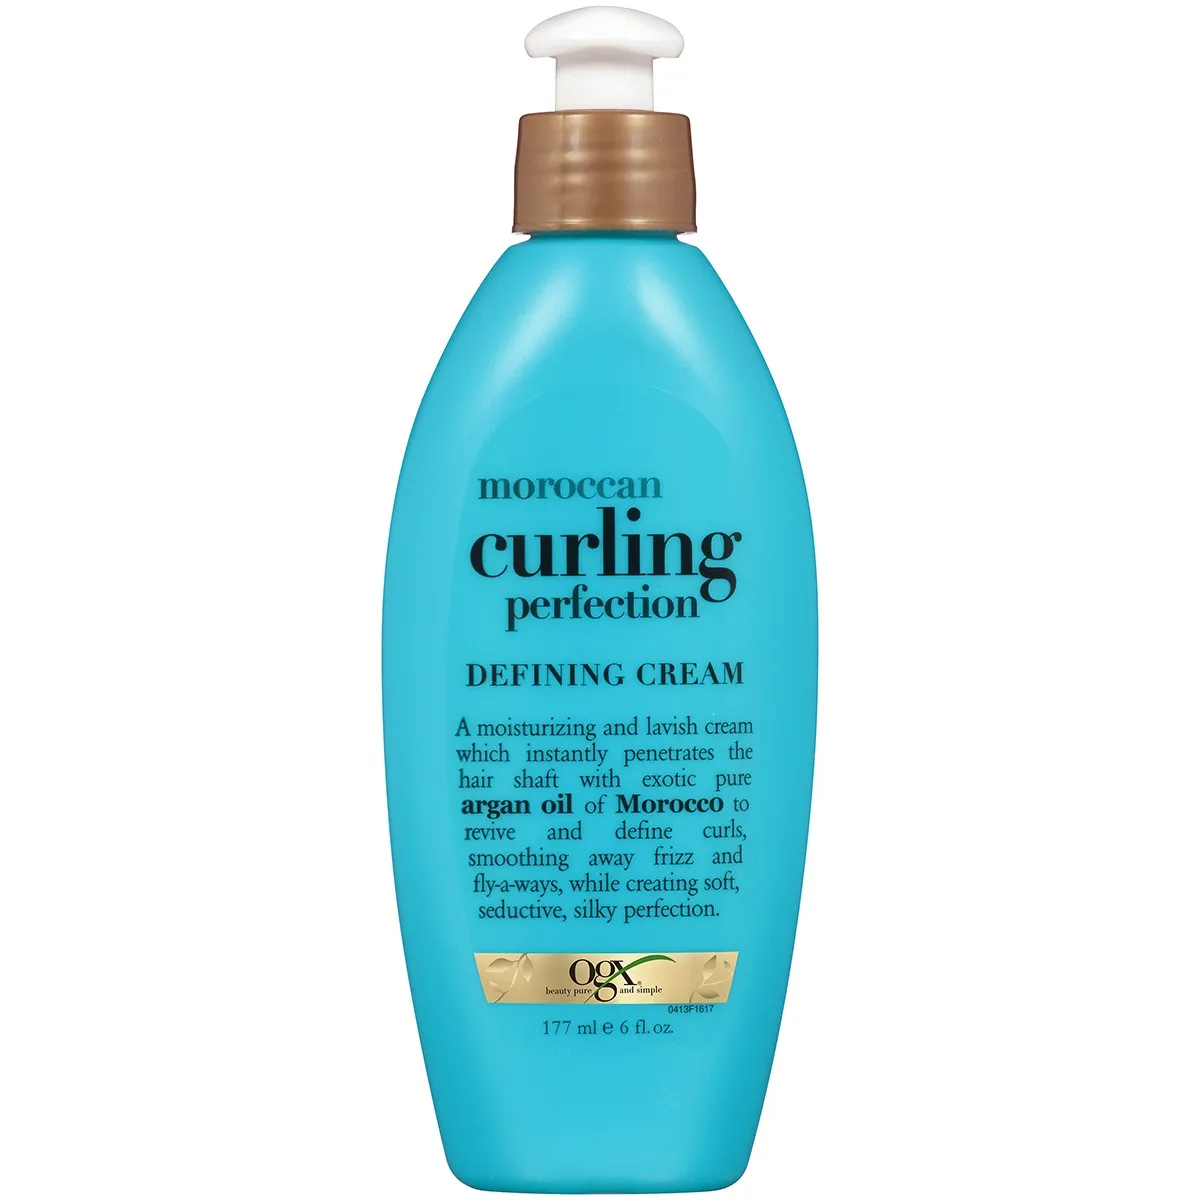 moroccan
curling
perfection
DEFINING CREAM
A moisturizing and lavish cream
which instantly penetrates the
hair shaft with exotic pure
argan oil of Morocco to
revive and define curls,
smoothing away frizz and
fly-a-ways, while creating soft,
seductive, silky perfection.
Ogx®
beauty pure and simple
0413F1617
177 ml e 6 fl.oz.